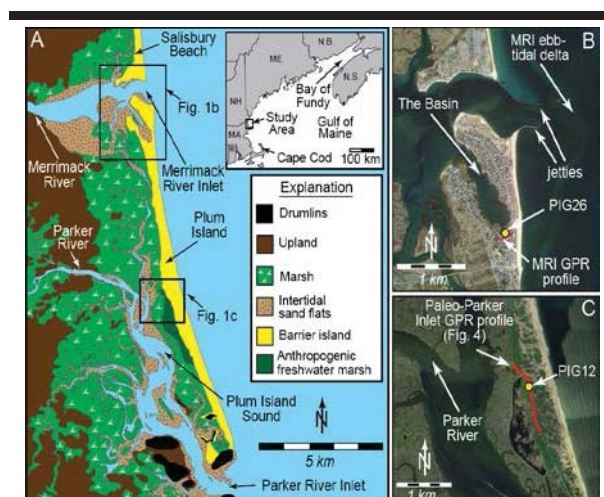 A
Salisbury
Beach
Fig. 1b
Merrimack
River
Merrimack
River Inlet
Parker
River
Plum
Island
Fig. 1c
Plum Island
Sound
N
5 km
Parker River Inlet
N.B.
ME
Bay of
Fundy
N.S.
NH
Study
Area
Gulf of
Maine
MA
RI
Cape Cod
100 km
Explanation
Drumlins
Upland
Marsh
Intertidal
sand flats
Barrier island
Anthropogenic
freshwater marsh
B
MRI ebb-
tidal delta
The Basin
jetties
PIG26
N
MRI GPR
profile
1 km
C
Paleo-Parker
Inlet GPR profile
(Fig. 4)
PIG12
Parker
River
N
1 km